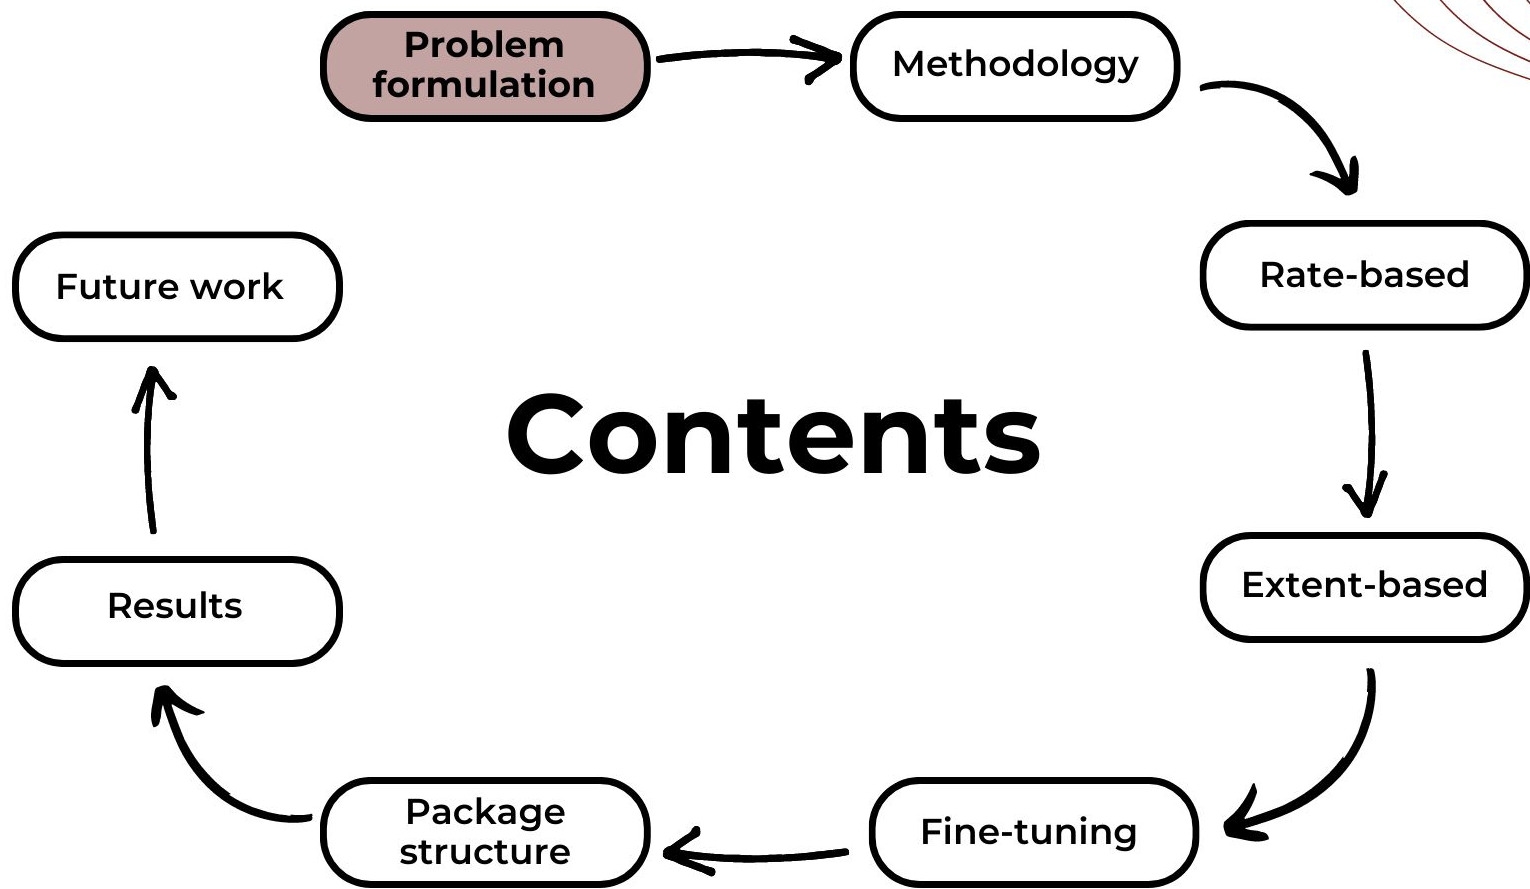 Problem
formulation
Methodology
Rate-based
Extent-based
Fine-tuning
Package
structure
Results
Future work
Contents